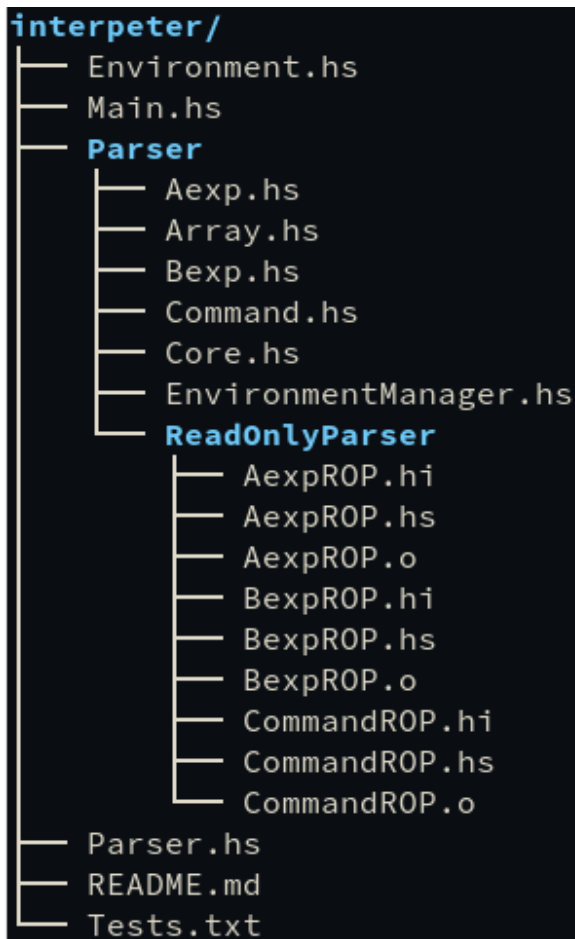 interpeter/
Environment.hs
Main.hs
Parser
Aexp.hs
Array.hs
Bexp.hs
Command.hs
Core.hs
EnvironmentManager.hs
ReadOnlyParser
AexpROP.hi
AexpROP.hs
AexpROP.o
BexpROP.hi
BexpROP.hs
BexpROP.o
CommandROP.hi
CommandROP.hs
CommandROP.o
Parser.hs
README.md
Tests.txt